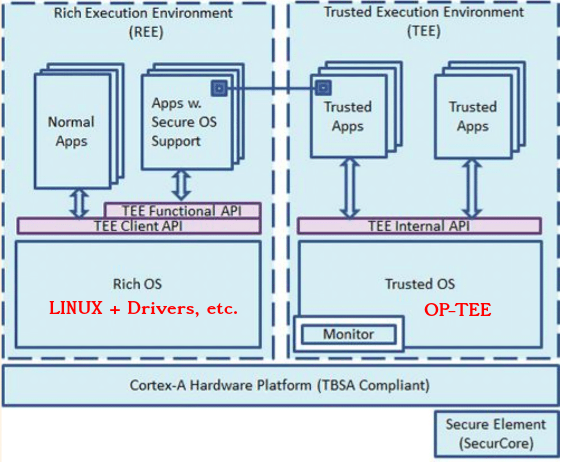 Rich Execution Environment
(REE)
Trusted Execution Environment
(TEE)
Normal
Apps
Apps w.
Secure OS
Support
Trusted
Apps
Trusted
Apps
TEE Functional API
TEE Client API
TEE Internal API
Rich OS
LINUX + Drivers, etc.
Trusted OS
OP-TEE
Monitor
Cortex-A Hardware Platform (TBSA Compliant)
Secure Element
(SecurCore)